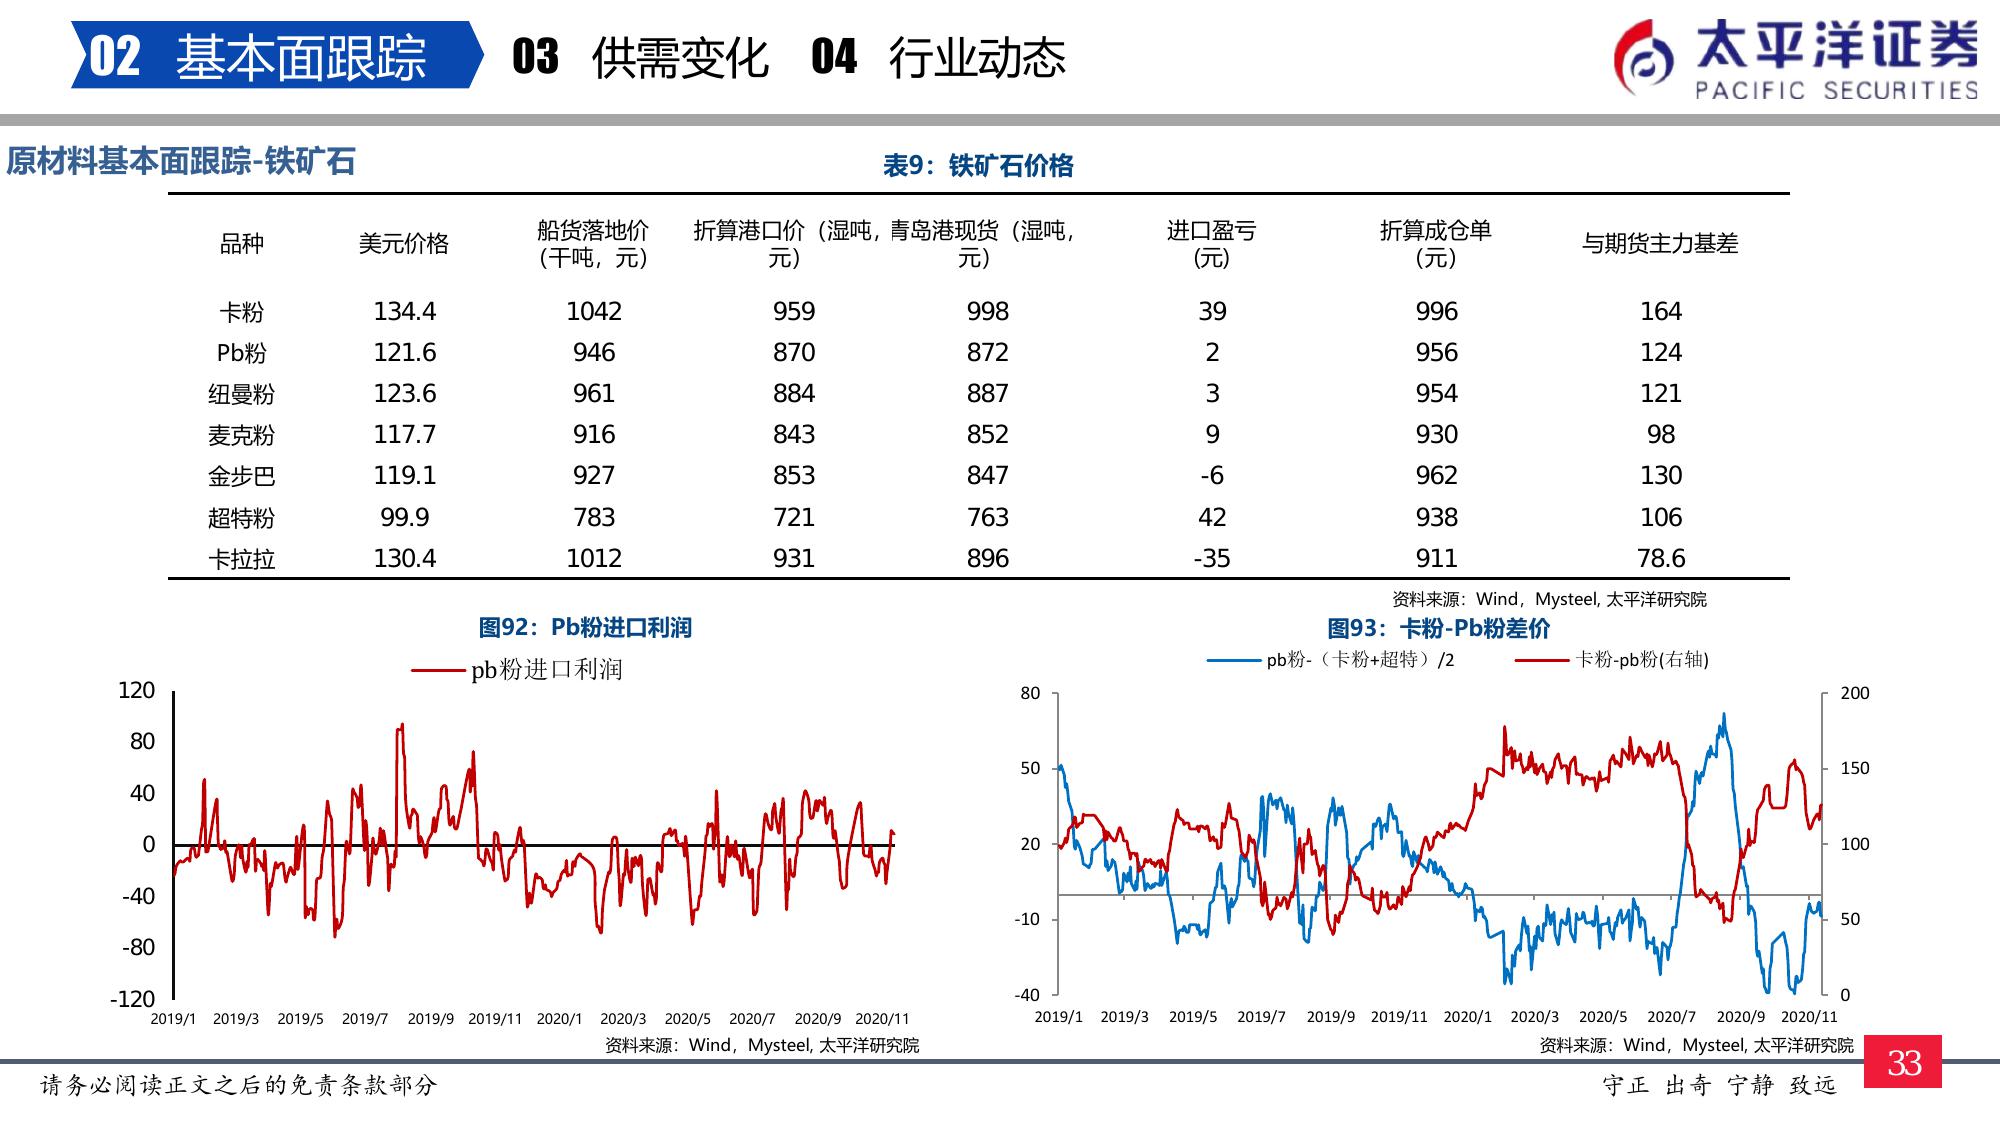 02 基本面跟踪 03 供需变化 04 行业动态
太平洋证券
PACIFIC SECURITIES
原材料基本面跟踪-铁矿石
表9：铁矿石价格
品种 美元价格 船货落地价（干吨，元） 折算港口价（湿吨，元） 青岛港现货（湿吨，元） 进口盈亏（元） 折算成仓单（元） 与期货主力基差
卡粉 134.4 1042 959 998 39 996 164
Pb粉 121.6 946 870 872 2 956 124
纽曼粉 123.6 961 884 887 3 954 121
麦克粉 117.7 916 843 852 9 930 98
金步巴 119.1 927 853 847 -6 962 130
超特粉 99.9 783 721 763 42 938 106
卡拉拉 130.4 1012 931 896 -35 911 78.6
资料来源：Wind，Mysteel, 太平洋研究院
图92：Pb粉进口利润
pb粉进口利润
120
80
40
0
-40
-80
-120
2019/1 2019/3 2019/5 2019/7 2019/9 2019/11 2020/1 2020/3 2020/5 2020/7 2020/9 2020/11
资料来源：Wind，Mysteel, 太平洋研究院
图93：卡粉-Pb粉差价
pb粉-（卡粉+超特）/2 卡粉-pb粉(右轴)
80 200
50 150
20 100
-10 50
-40 0
2019/1 2019/3 2019/5 2019/7 2019/9 2019/11 2020/1 2020/3 2020/5 2020/7 2020/9 2020/11
资料来源：Wind，Mysteel, 太平洋研究院
33
请务必阅读正文之后的免责条款部分
守正 出奇 宁静 致远